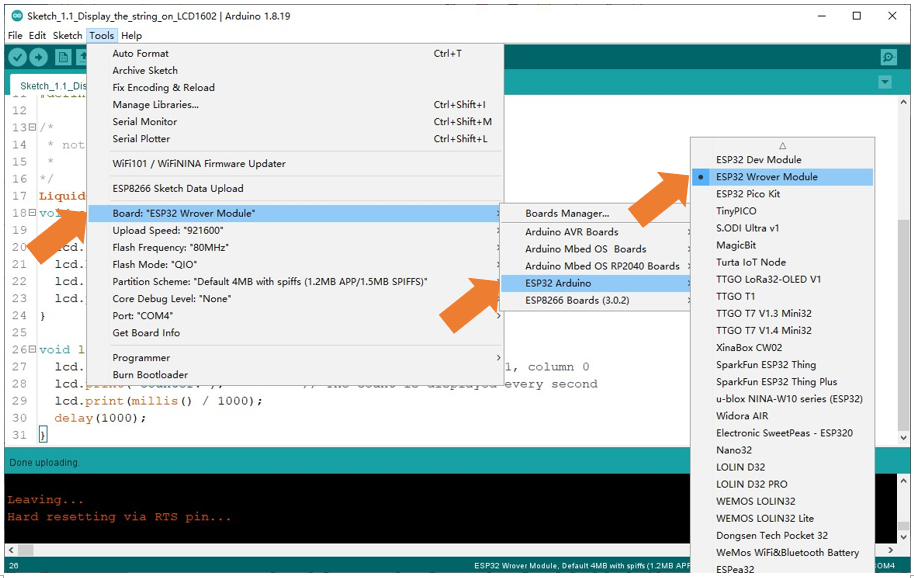 Sketch_1.1_Display_the_string_on_LCD1602 | Arduino 1.8.19
File Edit Sketch Tools Help
Auto Format Ctrl+T
Archive Sketch
Fix Encoding & Reload
Manage Libraries... Ctrl+Shift+I
Serial Monitor Ctrl+Shift+M
Serial Plotter Ctrl+Shift+L
WiFi101 / WiFiNINA Firmware Updater
ESP8266 Sketch Data Upload
Board: "ESP32 Wrover Module"
Upload Speed: "921600"
Flash Frequency: "80MHz"
Flash Mode: "QIO"
Partition Scheme: "Default 4MB with spiffs (1.2MB APP/1.5MB SPIFFS)"
Core Debug Level: "None"
Port: "COM4"
Get Board Info
Programmer
Burn Bootloader
Boards Manager...
Arduino AVR Boards
Arduino Mbed OS Boards
Arduino Mbed OS RP2040 Boards
ESP32 Arduino
ESP8266 Boards (3.0.2)
ESP32 Dev Module
ESP32 Wrover Module
ESP32 Pico Kit
TinyPICO
S.ODI Ultra v1
MagicBit
Turta IoT Node
TTGO LoRa32-OLED V1
TTGO T1
TTGO T7 V1.3 Mini32
TTGO T7 V1.4 Mini32
XinaBox CW02
SparkFun ESP32 Thing
SparkFun ESP32 Thing Plus
u-blox NINA-W10 series (ESP32)
Widora AIR
Electronic SweetPeas - ESP320
Nano32
LOLIN D32
LOLIN D32 PRO
WEMOS LOLIN32
WEMOS LOLIN32 Lite
Dongsen Tech Pocket 32
WeMos WiFi&Bluetooth Battery
ESPea32
Sketch_1.1_Dis
12
13 /*
14 * not
15 *
16 */
17 Liquid
18 void
19
20 lcd.
21
22 lcd.
23 lcd.
24 }
25
26 void l
27 lcd. 1, column 0
28 lcd.print( // The count is displayed every second
29 lcd.print(millis() / 1000);
30 delay(1000);
31 }
Done uploading.
Leaving...
Hard resetting via RTS pin...
26 ESP32 Wrover Module, Default 4MB with spiffs (1.2MB APP COM4